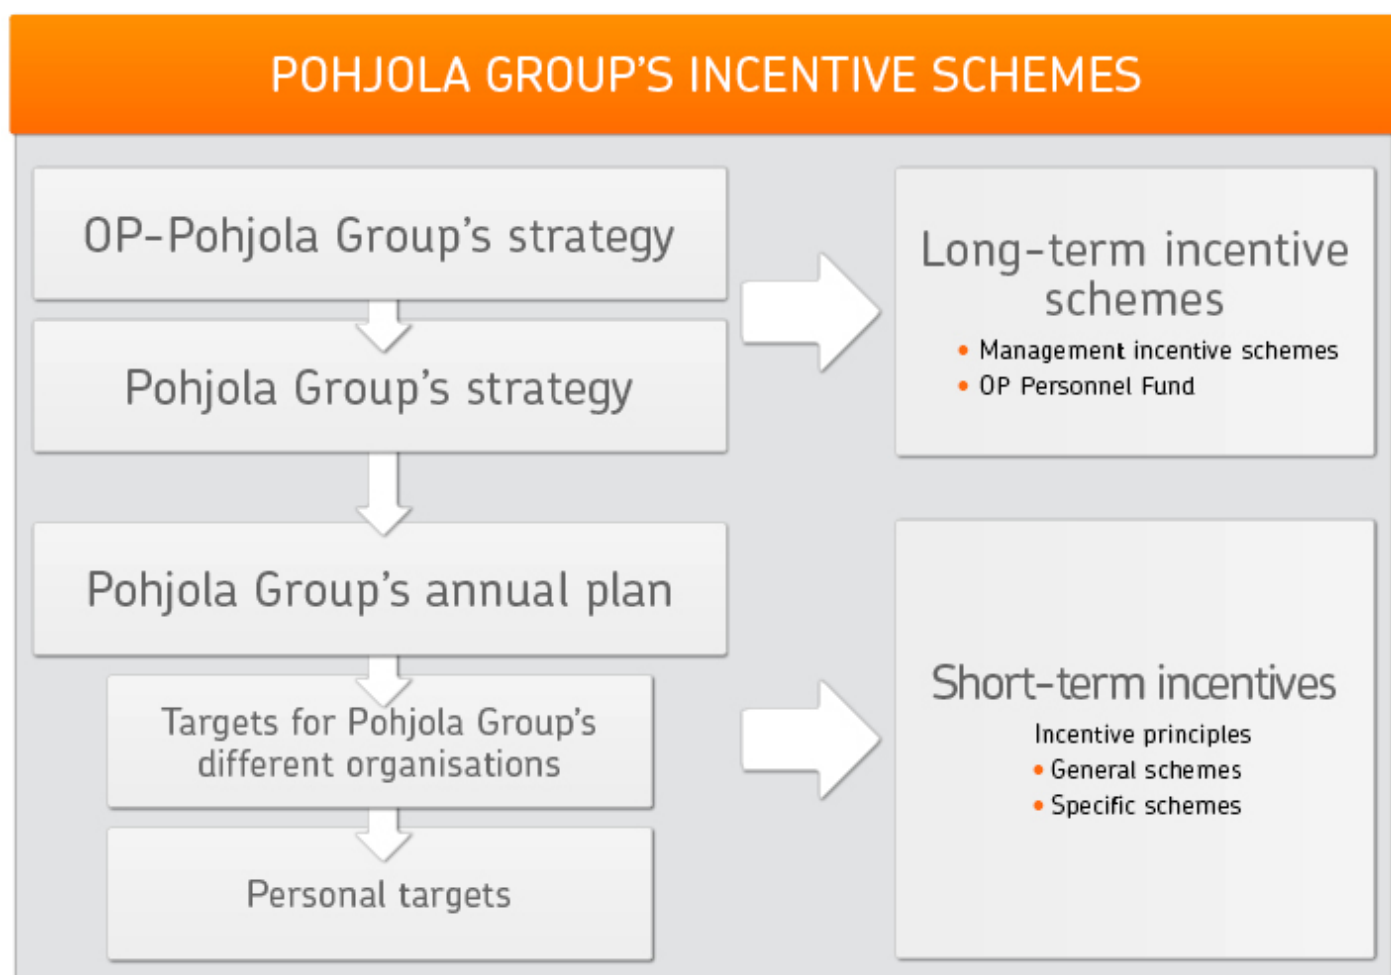 POHJOLA GROUP'S INCENTIVE SCHEMES
OP-Pohjola Group's strategy
Pohjola Group's strategy
Pohjola Group's annual plan
Targets for Pohjola Group's
different organisations
Personal targets
Long-term incentive
schemes
• Management incentive schemes
• OP Personnel Fund
Short-term incentives
Incentive principles
• General schemes
• Specific schemes